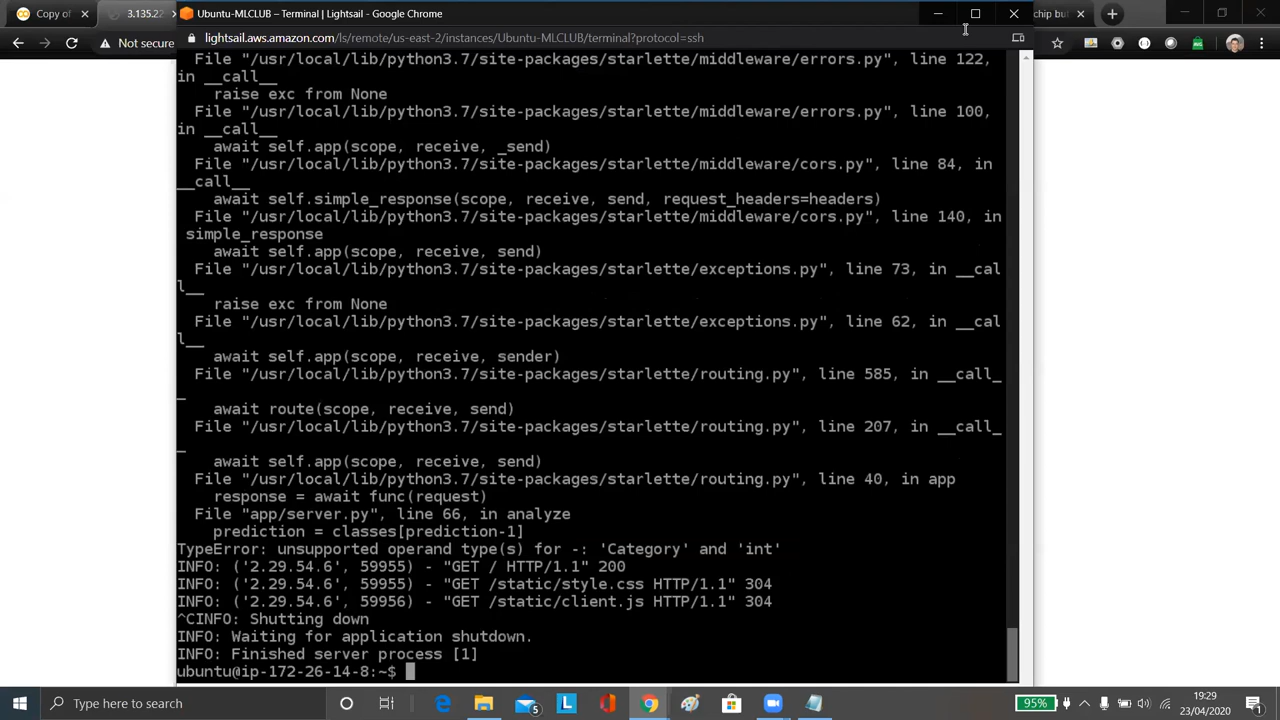 Copy of
3.135.22
Ubuntu-MLCLUB – Terminal | Lightsail - Google Chrome
chip but
Not secure
lightsail.aws.amazon.com/ls/remote/us-east-2/instances/Ubuntu-MLCLUB/terminal?protocol=ssh
File "/usr/local/lib/python3.7/site-packages/starlette/middleware/errors.py", line 122,
in __call__
raise exc from None
File "/usr/local/lib/python3.7/site-packages/starlette/middleware/errors.py", line 100,
in __call__
await self.app(scope, receive, _send)
File "/usr/local/lib/python3.7/site-packages/starlette/middleware/cors.py", line 84, in
__call__
await self.simple_response(scope, receive, send, request_headers=headers)
File "/usr/local/lib/python3.7/site-packages/starlette/middleware/cors.py", line 140, in
simple_response
await self.app(scope, receive, send)
File "/usr/local/lib/python3.7/site-packages/starlette/exceptions.py", line 73, in __cal
l__
raise exc from None
File "/usr/local/lib/python3.7/site-packages/starlette/exceptions.py", line 62, in __cal
l__
await self.app(scope, receive, sender)
File "/usr/local/lib/python3.7/site-packages/starlette/routing.py", line 585, in __call_
_
await route(scope, receive, send)
File "/usr/local/lib/python3.7/site-packages/starlette/routing.py", line 207, in __call_
_
await self.app(scope, receive, send)
File "/usr/local/lib/python3.7/site-packages/starlette/routing.py", line 40, in app
response = await func(request)
File "app/server.py", line 66, in analyze
prediction = classes[prediction-1]
TypeError: unsupported operand type(s) for -: 'Category' and 'int'
INFO: ('2.29.54.6', 59955) - "GET / HTTP/1.1" 200
INFO: ('2.29.54.6', 59955) - "GET /static/style.css HTTP/1.1" 304
INFO: ('2.29.54.6', 59956) - "GET /static/client.js HTTP/1.1" 304
^CINFO: Shutting down
INFO: Waiting for application shutdown.
INFO: Finished server process [1]
ubuntu@ip-172-26-14-8:~$
Type here to search
5
L
95%
19:29
23/04/2020